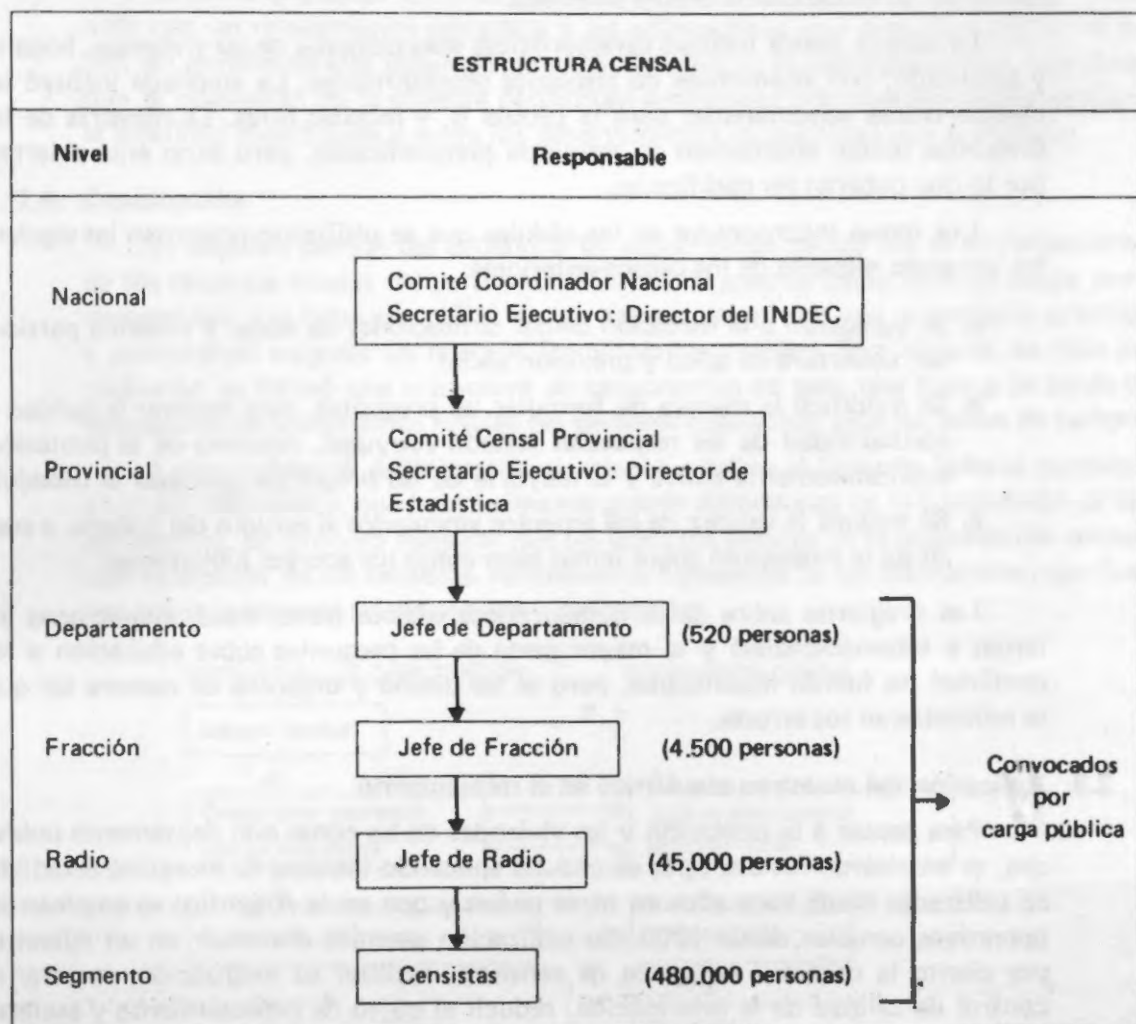 ESTRUCTURA CENSAL
Nivel Responsable
Nacional
Comité Coordinador Nacional
Secretario Ejecutivo: Director del INDEC
Provincial
Comité Censal Provincial
Secretario Ejecutivo: Director de
Estadística
Departamento Jefe de Departamento (520 personas)
Fracción Jefe de Fracción (4.500 personas)
Radio Jefe de Radio (45.000 personas)
Segmento Censistas (480.000 personas)
Convocados
por
carga pública